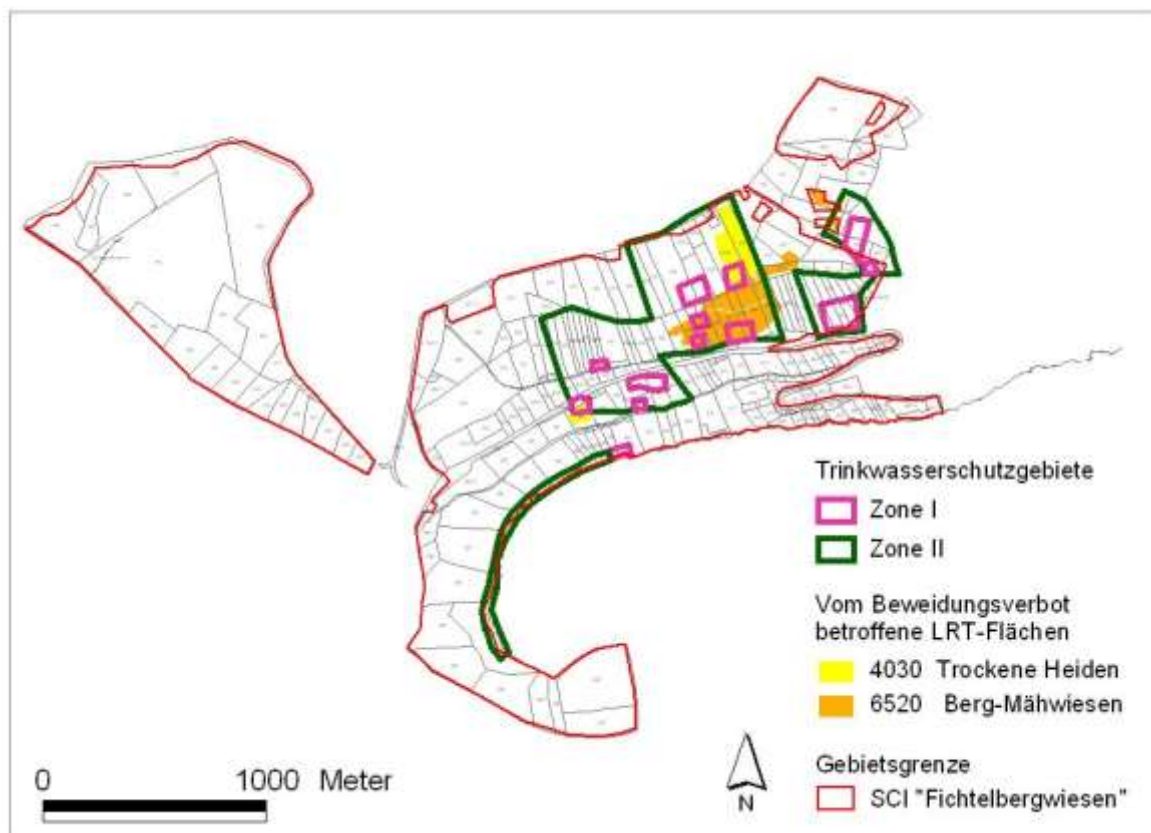 Trinkwasserschutzgebiete
Zone I
Zone II
Vom Beweidungsverbot
betroffene LRT-Flächen
4030 Trockene Heiden
6520 Berg-Mähwiesen
Gebietsgrenze
SCI "Fichtelbergwiesen"
0 1000 Meter
N